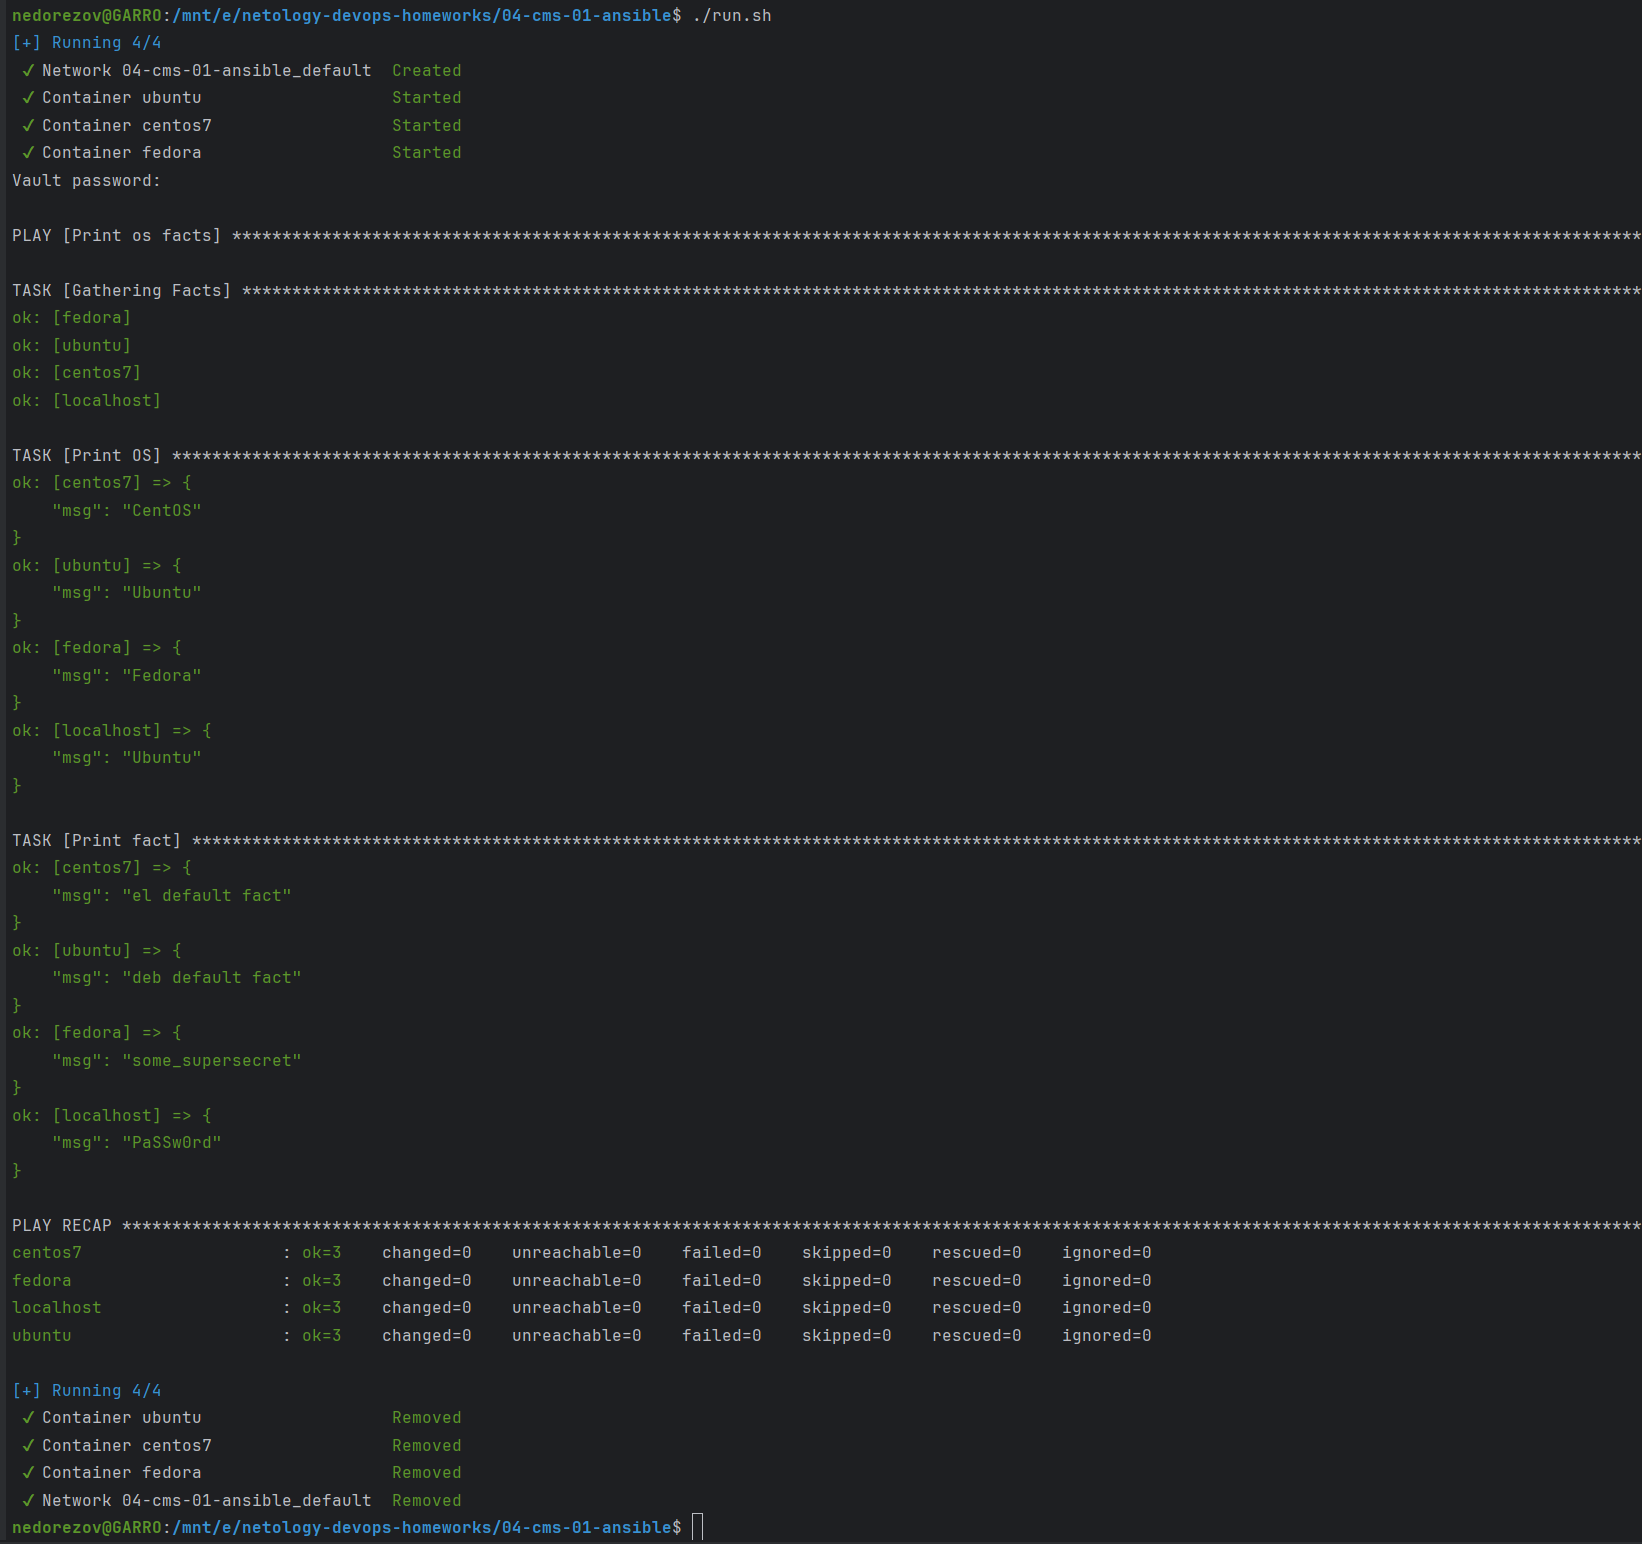 nedorezov@GARRO:/mnt/e/netology-devops-homeworks/04-cms-01-ansible$ ./run.sh
[+] Running 4/4
✓ Network 04-cms-01-ansible_default Created
✓ Container ubuntu Started
✓ Container centos7 Started
✓ Container fedora Started
Vault password:
PLAY [Print os facts] *********************************************************************************************************************************************
TASK [Gathering Facts] ********************************************************************************************************************************************
ok: [fedora]
ok: [ubuntu]
ok: [centos7]
ok: [localhost]
TASK [Print OS] ***************************************************************************************************************************************************
ok: [centos7] => {
    "msg": "CentOS"
}
ok: [ubuntu] => {
    "msg": "Ubuntu"
}
ok: [fedora] => {
    "msg": "Fedora"
}
ok: [localhost] => {
    "msg": "Ubuntu"
}
TASK [Print fact] *************************************************************************************************************************************************
ok: [centos7] => {
    "msg": "el default fact"
}
ok: [ubuntu] => {
    "msg": "deb default fact"
}
ok: [fedora] => {
    "msg": "some_supersecret"
}
ok: [localhost] => {
    "msg": "PaSSw0rd"
}
PLAY RECAP ********************************************************************************************************************************************************
centos7 : ok=3 changed=0 unreachable=0 failed=0 skipped=0 rescued=0 ignored=0
fedora : ok=3 changed=0 unreachable=0 failed=0 skipped=0 rescued=0 ignored=0
localhost : ok=3 changed=0 unreachable=0 failed=0 skipped=0 rescued=0 ignored=0
ubuntu : ok=3 changed=0 unreachable=0 failed=0 skipped=0 rescued=0 ignored=0
[+] Running 4/4
✓ Container ubuntu Removed
✓ Container centos7 Removed
✓ Container fedora Removed
✓ Network 04-cms-01-ansible_default Removed
nedorezov@GARRO:/mnt/e/netology-devops-homeworks/04-cms-01-ansible$